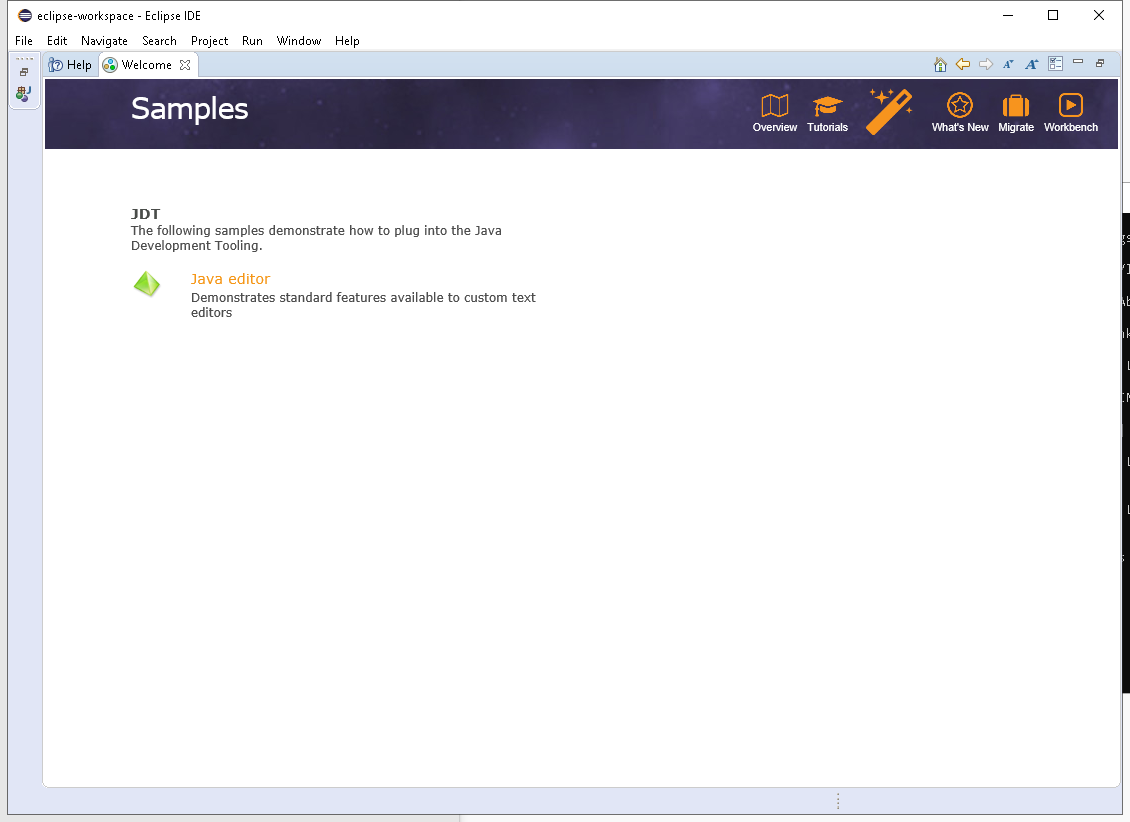 eclipse-workspace - Eclipse IDE
File Edit Navigate Search Project Run Window Help
Help Welcome
Samples
Overview Tutorials What's New Migrate Workbench
JDT
The following samples demonstrate how to plug into the Java
Development Tooling.
Java editor
Demonstrates standard features available to custom text
editors